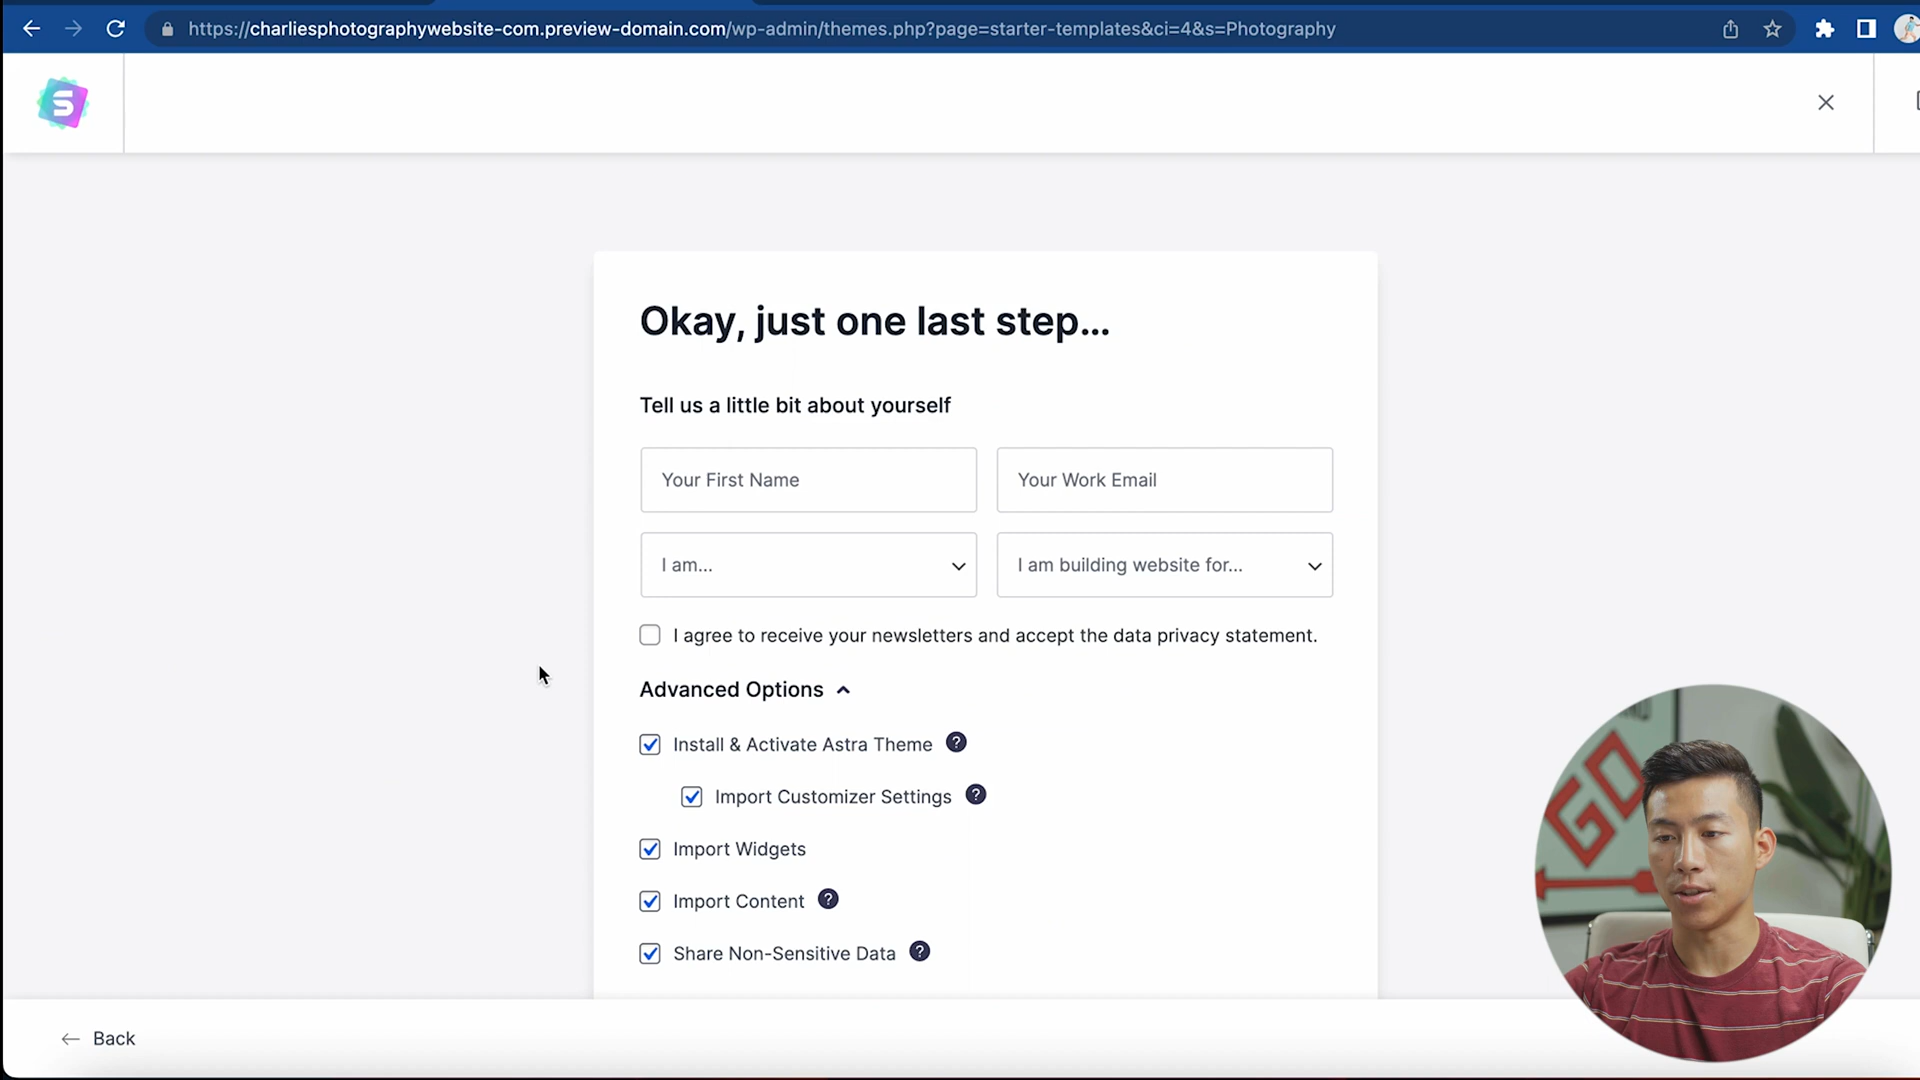 https://charliesphotographywebsite-com.preview-domain.com/wp-admin/themes.php?page=starter-templates&ci=4&s=Photography
S
Okay, just one last step...
Tell us a little bit about yourself
Your First Name
Your Work Email
I am...
I am building website for...
I agree to receive your newsletters and accept the data privacy statement.
Advanced Options
Install & Activate Astra Theme ?
Import Customizer Settings ?
Import Widgets
Import Content ?
Share Non-Sensitive Data ?
Back
GO